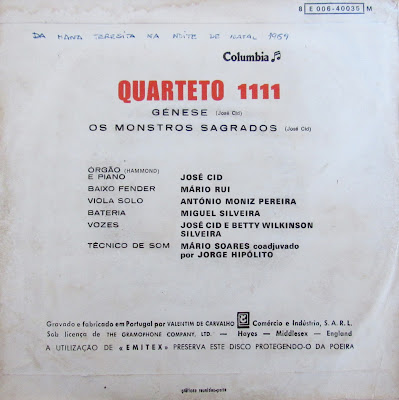 8 E 006-40035 M
DA MANA TERESITA NA NOITE DE NATAL 1969
Columbia
QUARTETO 1111
GÉNESE (José Cid)
OS MONSTROS SAGRADOS (José Cid)
ÓRGÃO (HAMMOND)
E PIANO JOSÉ CID
BAIXO FENDER MÁRIO RUI
VIOLA SOLO ANTÓNIO MONIZ PEREIRA
BATERIA MIGUEL SILVEIRA
VOZES JOSÉ CID E BETTY WILKINSON
SILVEIRA
TÉCNICO DE SOM MÁRIO SOARES coadjuvado
por JORGE HIPÓLITO
Gravado e fabricado em Portugal por VALENTIM DE CARVALHO Comércio e Indústria, S. A. R. L.
Sob licença de THE GRAMOPHONE COMPANY, LTD. — Hayes — Middlesex — England
A UTILIZAÇÃO DE «EMITEX» PRESERVA ESTE DISCO PROTEGENDO-O DA POEIRA